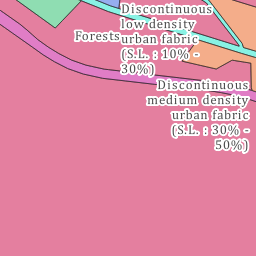 Discontinuous
low density
urban fabric
(S.L. : 10% -
30%)
Forests
Discontinuous
medium density
urban fabric
(S.L. : 30% -
50%)